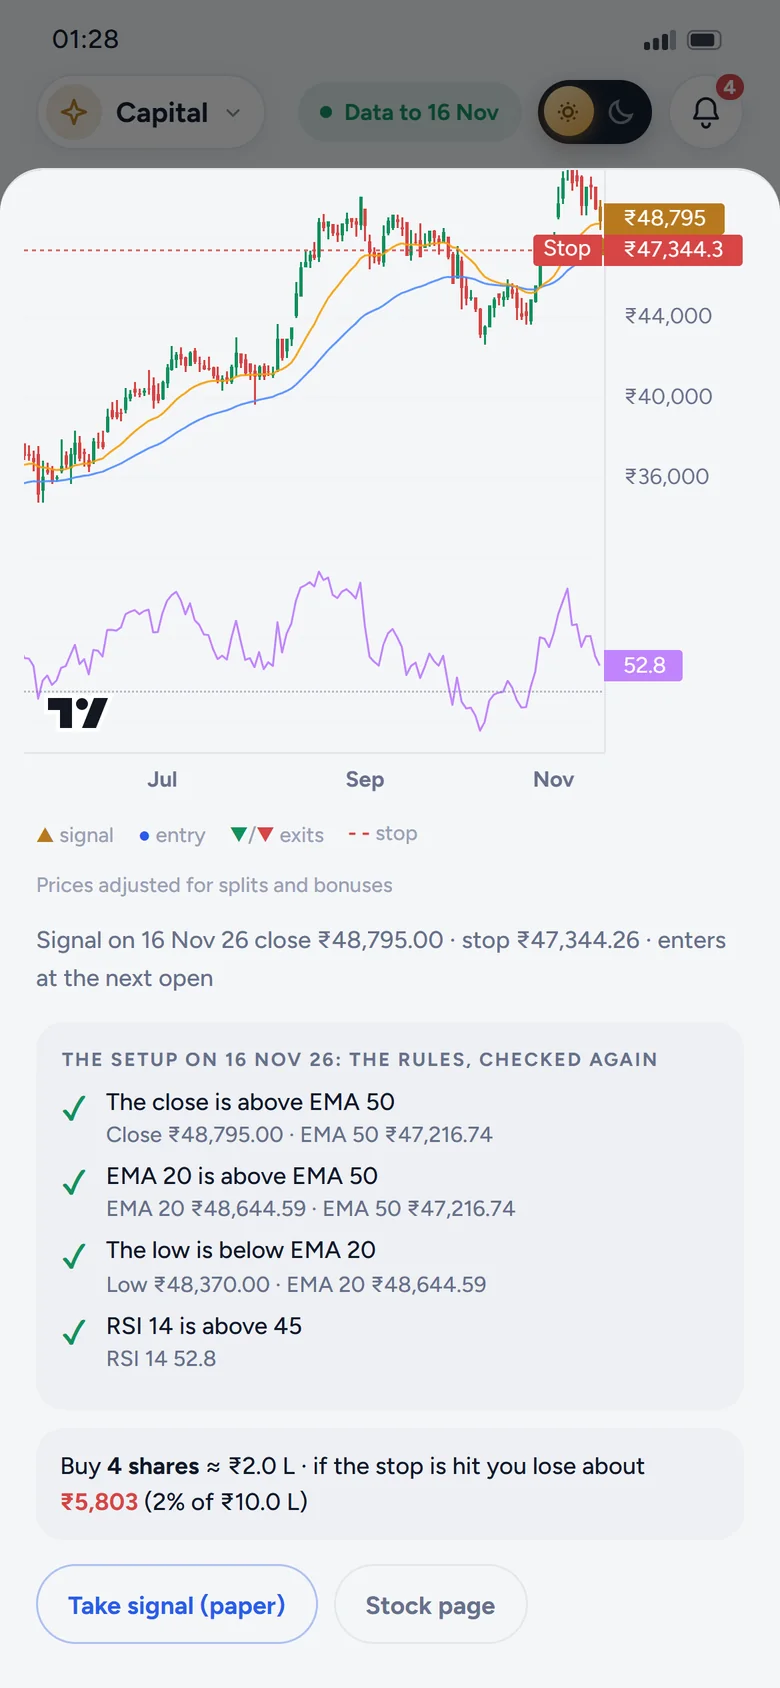 01:28
Capital
Data to 16 Nov
4
₹48,795
Stop ₹47,344.3
₹44,000
₹40,000
₹36,000
52.8
Jul Sep Nov
signal entry / exits stop
Prices adjusted for splits and bonuses
Signal on 16 Nov 26 close ₹48,795.00 · stop ₹47,344.26 · enters
at the next open
THE SETUP ON 16 NOV 26: THE RULES, CHECKED AGAIN
The close is above EMA 50
Close ₹48,795.00 · EMA 50 ₹47,216.74
EMA 20 is above EMA 50
EMA 20 ₹48,644.59 · EMA 50 ₹47,216.74
The low is below EMA 20
Low ₹48,370.00 · EMA 20 ₹48,644.59
RSI 14 is above 45
RSI 14 52.8
Buy 4 shares ≈ ₹2.0 L · if the stop is hit you lose about
₹5,803 (2% of ₹10.0 L)
Take signal (paper)
Stock page